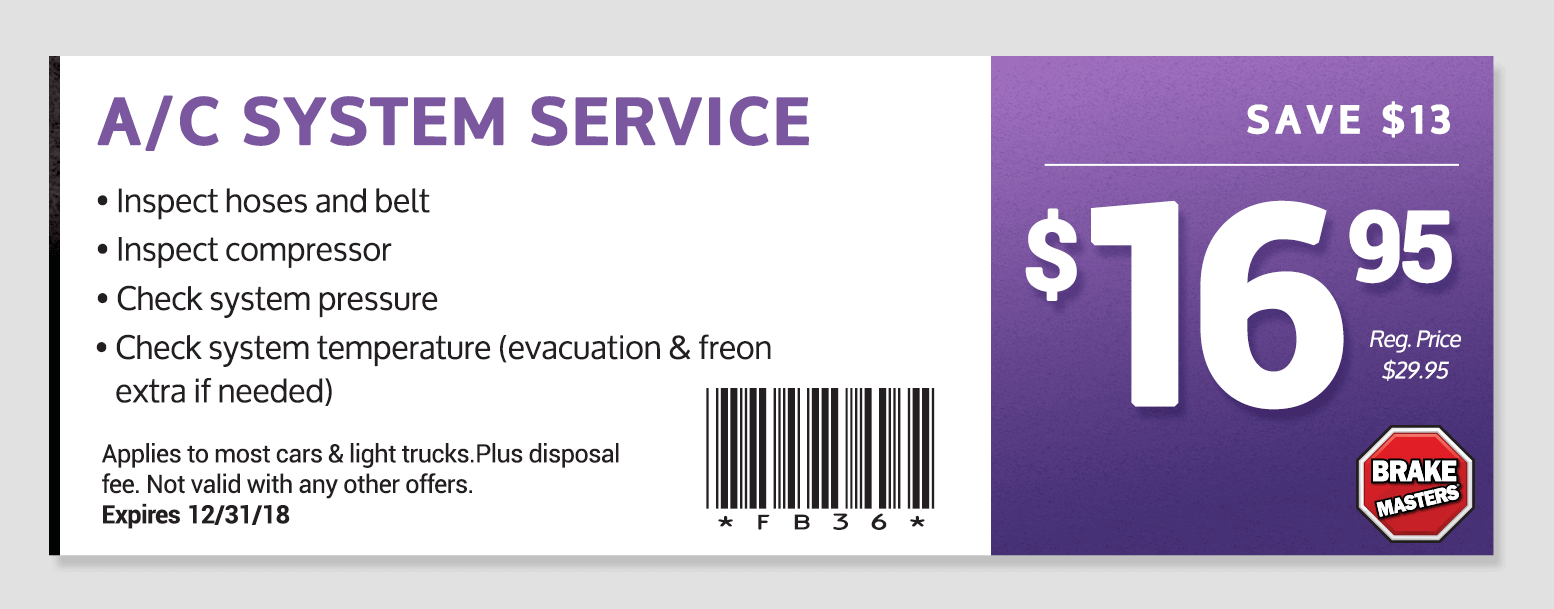 A/C SYSTEM SERVICE
• Inspect hoses and belt
• Inspect compressor
• Check system pressure
• Check system temperature (evacuation & freon
extra if needed)
Applies to most cars & light trucks.Plus disposal
fee. Not valid with any other offers.
Expires 12/31/18
* F B 3 6 *
SAVE $13
$16 95
Reg. Price
$29.95
BRAKE
MASTERS